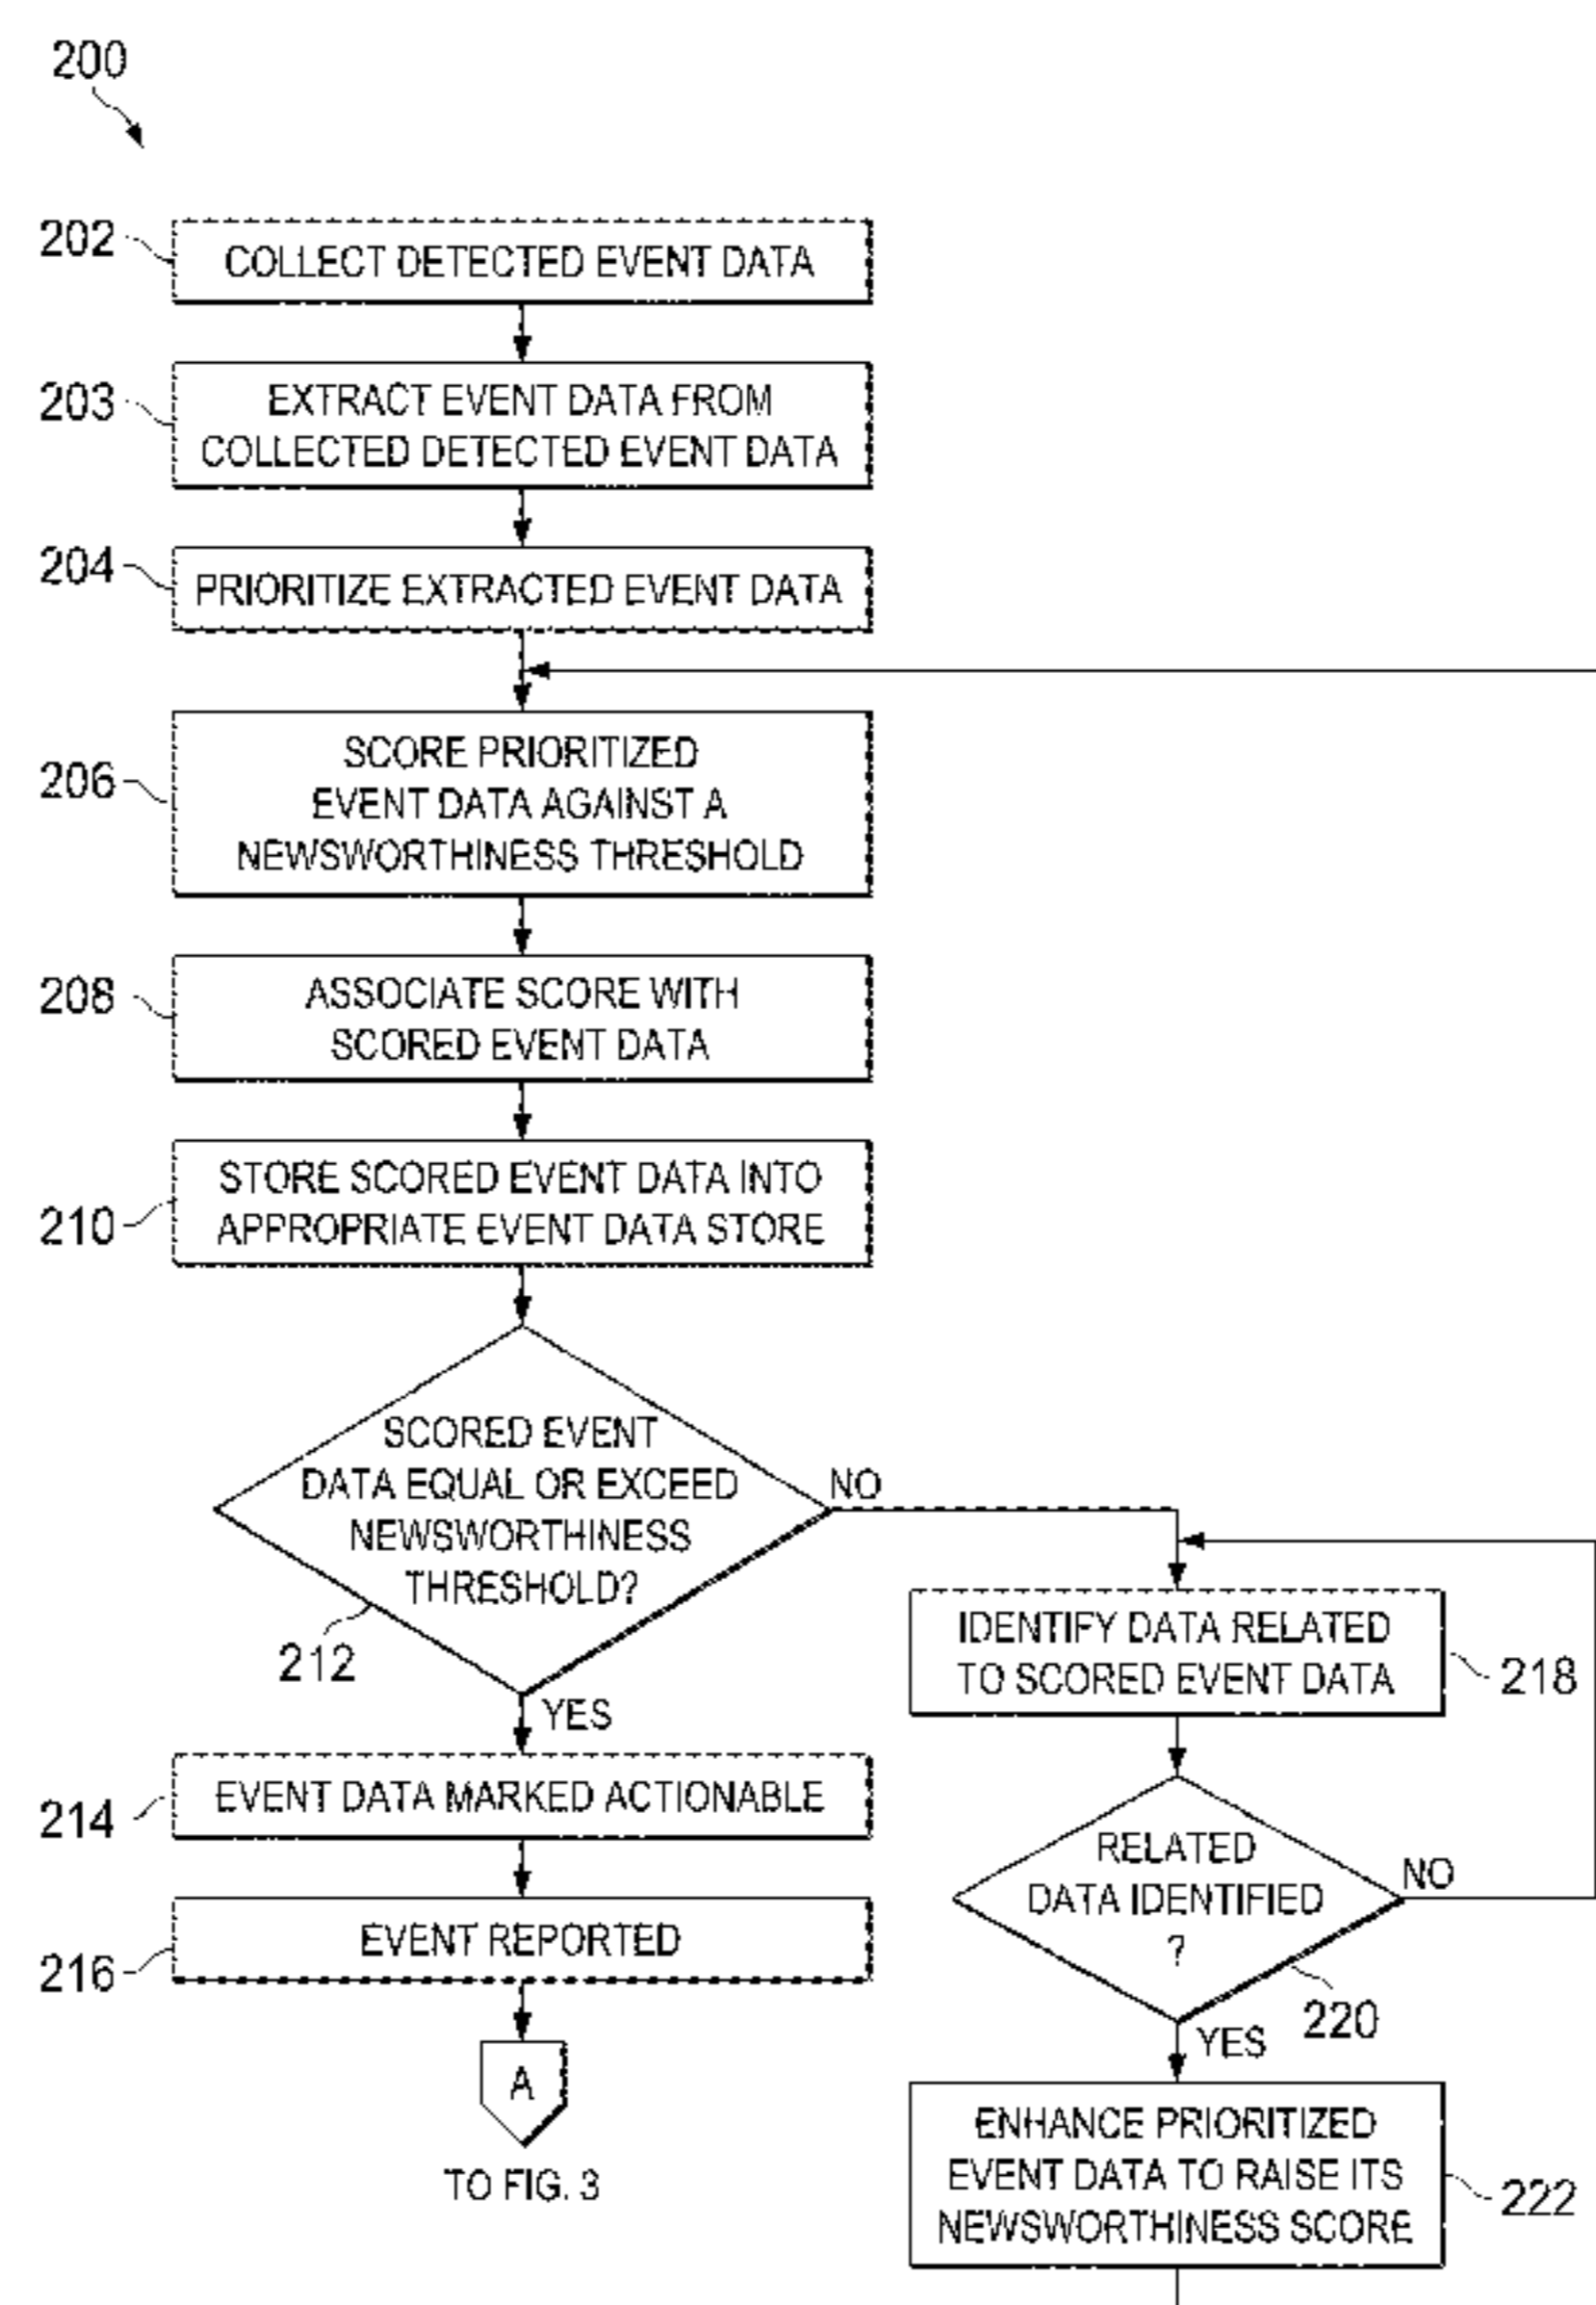 200
202
COLLECT DETECTED EVENT DATA
203
EXTRACT EVENT DATA FROM
COLLECTED DETECTED EVENT DATA
204
PRIORITIZE EXTRACTED EVENT DATA
206
SCORE PRIORITIZED
EVENT DATA AGAINST A
NEWSWORTHINESS THRESHOLD
208
ASSOCIATE SCORE WITH
SCORED EVENT DATA
210
STORE SCORED EVENT DATA INTO
APPROPRIATE EVENT DATA STORE
SCORED EVENT
DATA EQUAL OR EXCEED
NEWSWORTHINESS
THRESHOLD?
212
NO
YES
214
EVENT DATA MARKED ACTIONABLE
216
EVENT REPORTED
A
TO FIG. 3
IDENTIFY DATA RELATED
TO SCORED EVENT DATA
218
RELATED
DATA IDENTIFIED
?
NO
220
YES
ENHANCE PRIORITIZED
EVENT DATA TO RAISE ITS
NEWSWORTHINESS SCORE
222